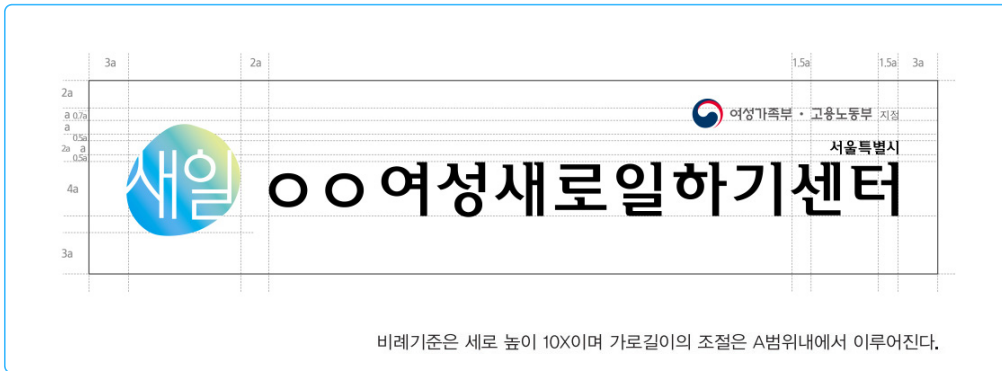 3a 2a 1.5a 1.5a 3a
2a
a 0.7a
a
0.5a
2a a
0.5a
4a
3a
여성가족부 · 고용노동부 지정
서울특별시
새일 ㅇㅇ여성새로일하기센터
비례기준은 세로 높이 10X이며 가로길이의 조절은 A범위내에서 이루어진다.